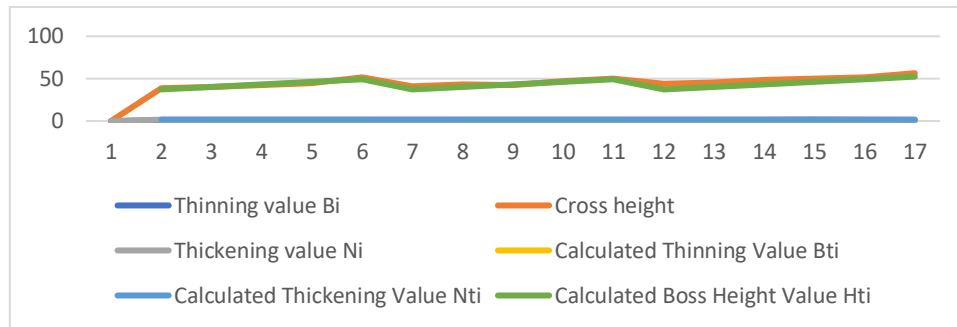 100
50
0
1 2 3 4 5 6 7 8 9 10 11 12 13 14 15 16 17
Thinning value Bi Cross height
Thickening value Ni Calculated Thinning Value Bti
Calculated Thickening Value Nti Calculated Boss Height Value Hti